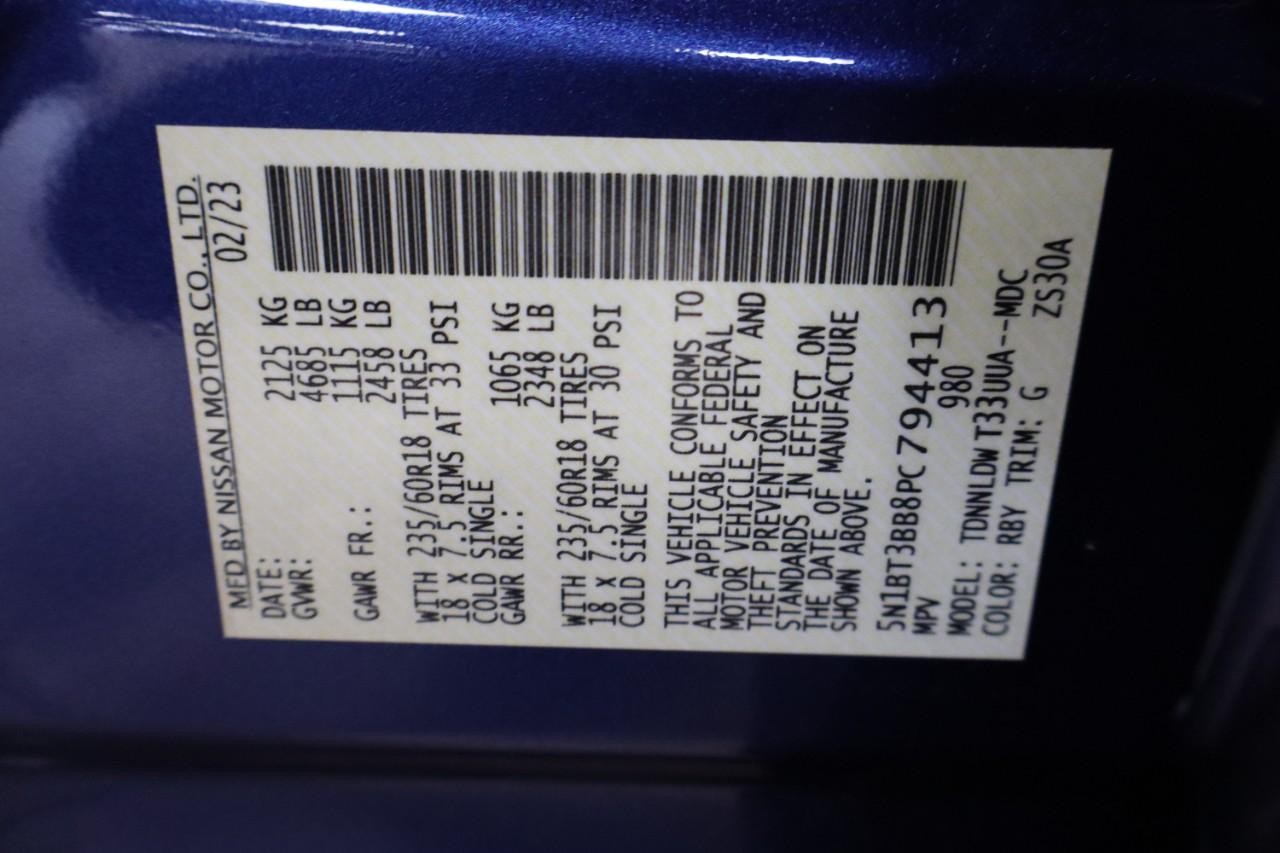 MFD BY NISSAN MOTOR CO., LTD.
DATE: 02/23
GVWR: 2125 KG
4685 LB
GAWR FR.: 1115 KG
2458 LB
WITH 235/60R18 TIRES
18 X 7.5 RIMS AT 33 PSI
COLD SINGLE
GAWR RR.: 1065 KG
2348 LB
WITH 235/60R18 TIRES
18 X 7.5 RIMS AT 30 PSI
COLD SINGLE
THIS VEHICLE CONFORMS TO
ALL APPLICABLE FEDERAL
MOTOR VEHICLE SAFETY AND
THEFT PREVENTION
STANDARDS IN EFFECT ON
THE DATE OF MANUFACTURE
SHOWN ABOVE.
5N1BT3BB8PC794413
MPV 980
MODEL: TDNNLDWT33UUA--MDC
COLOR: RBY TRIM: G ZS30A